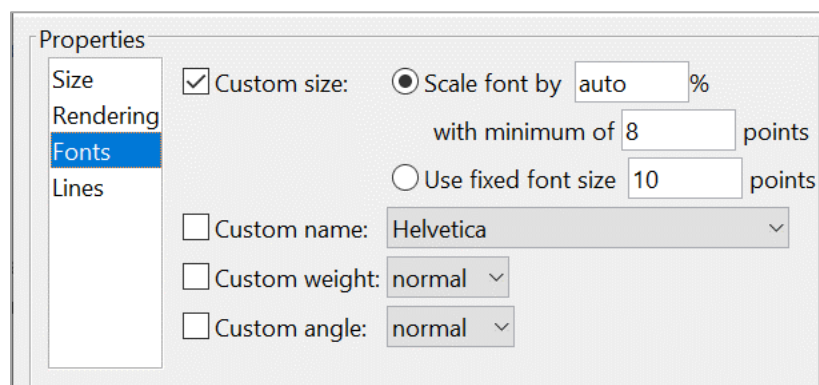 Properties
Size
Rendering
Fonts
Lines
Custom size:
Scale font by auto %
with minimum of 8 points
Use fixed font size 10 points
Custom name: Helvetica
Custom weight: normal
Custom angle: normal